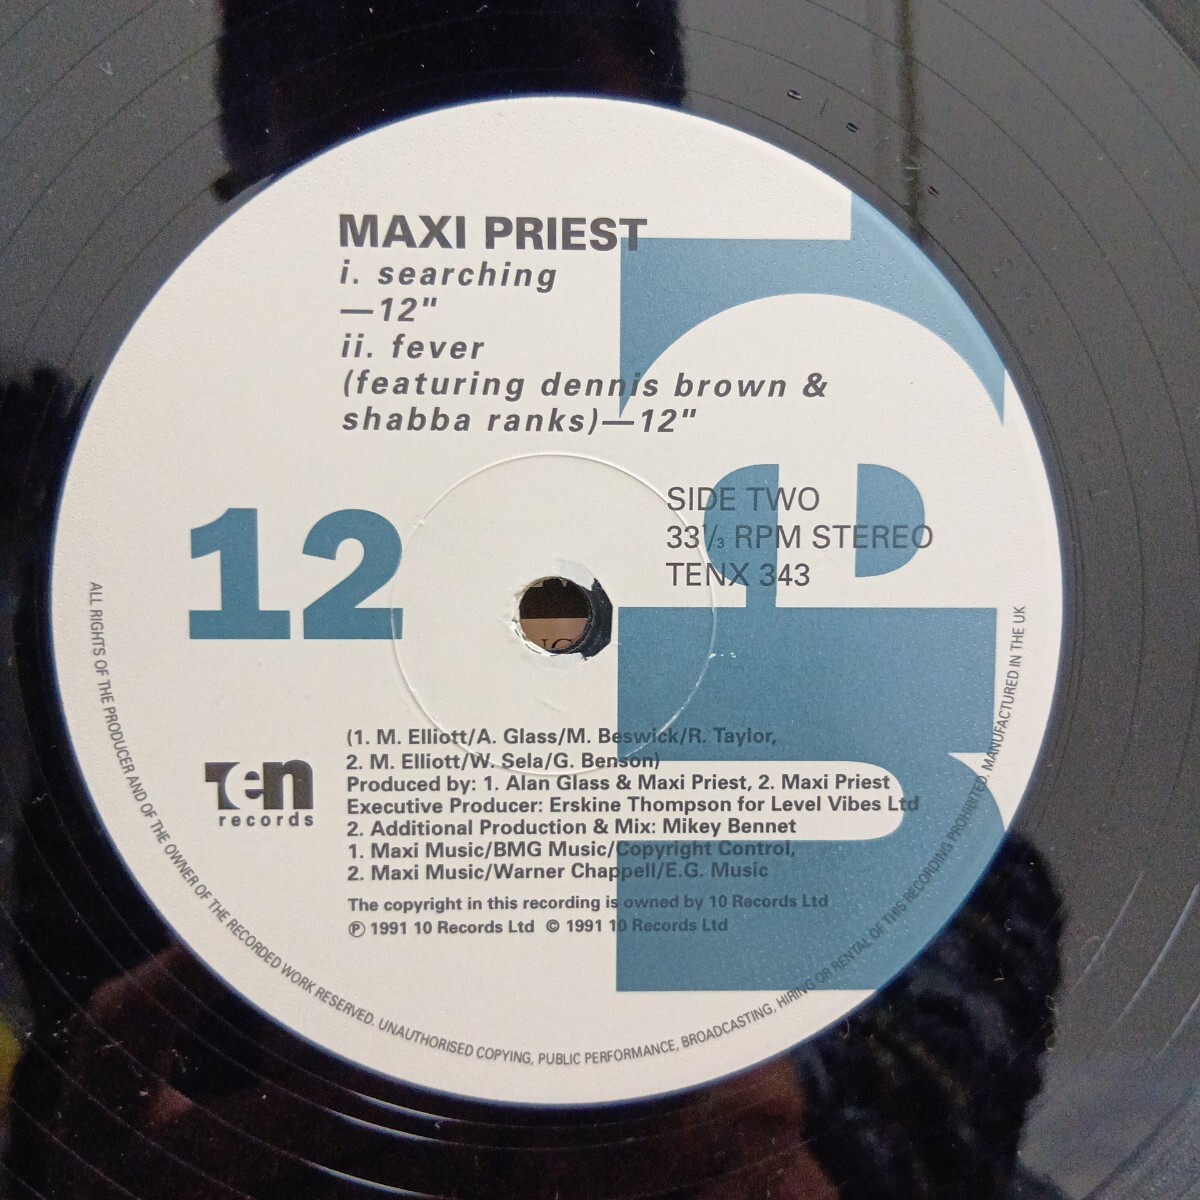 MAXI PRIEST
i. searching
—12"
ii. fever
(featuring dennis brown &
shabba ranks)—12"
SIDE TWO
33 1/3 RPM STEREO
TENX 343
12
Ten
records
(1. M. Elliott/A. Glass/M. Beswick/R. Taylor,
2. M. Elliott/W. Sela/G. Benson)
Produced by: 1. Alan Glass & Maxi Priest, 2. Maxi Priest
Executive Producer: Erskine Thompson for Level Vibes Ltd
2. Additional Production & Mix: Mikey Bennet
1. Maxi Music/BMG Music/Copyright Control,
2. Maxi Music/Warner Chappell/E.G. Music
The copyright in this recording is owned by 10 Records Ltd
℗ 1991 10 Records Ltd © 1991 10 Records Ltd
ALL RIGHTS OF THE PRODUCER AND OF THE OWNER OF THE RECORDED WORK RESERVED. UNAUTHORISED COPYING, PUBLIC PERFORMANCE, BROADCASTING, HIRING OR RENTAL OF THIS RECORDING PROHIBITED. MANUFACTURED IN THE UK